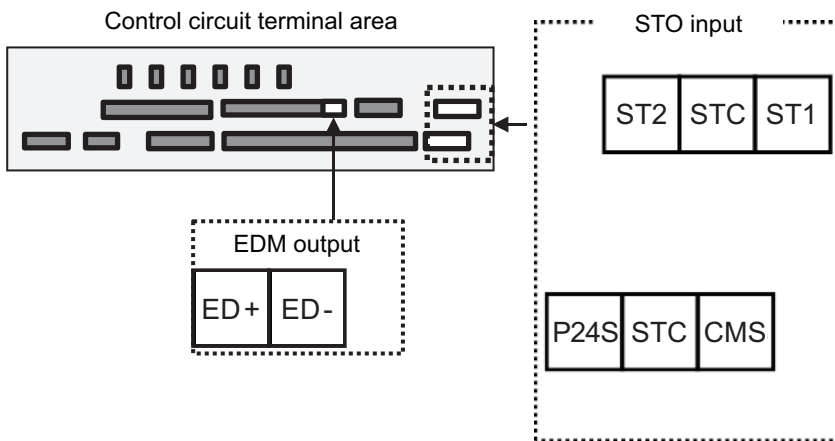 Control circuit terminal area
STO input
ST2 STC ST1
EDM output
ED+ ED-
P24S STC CMS